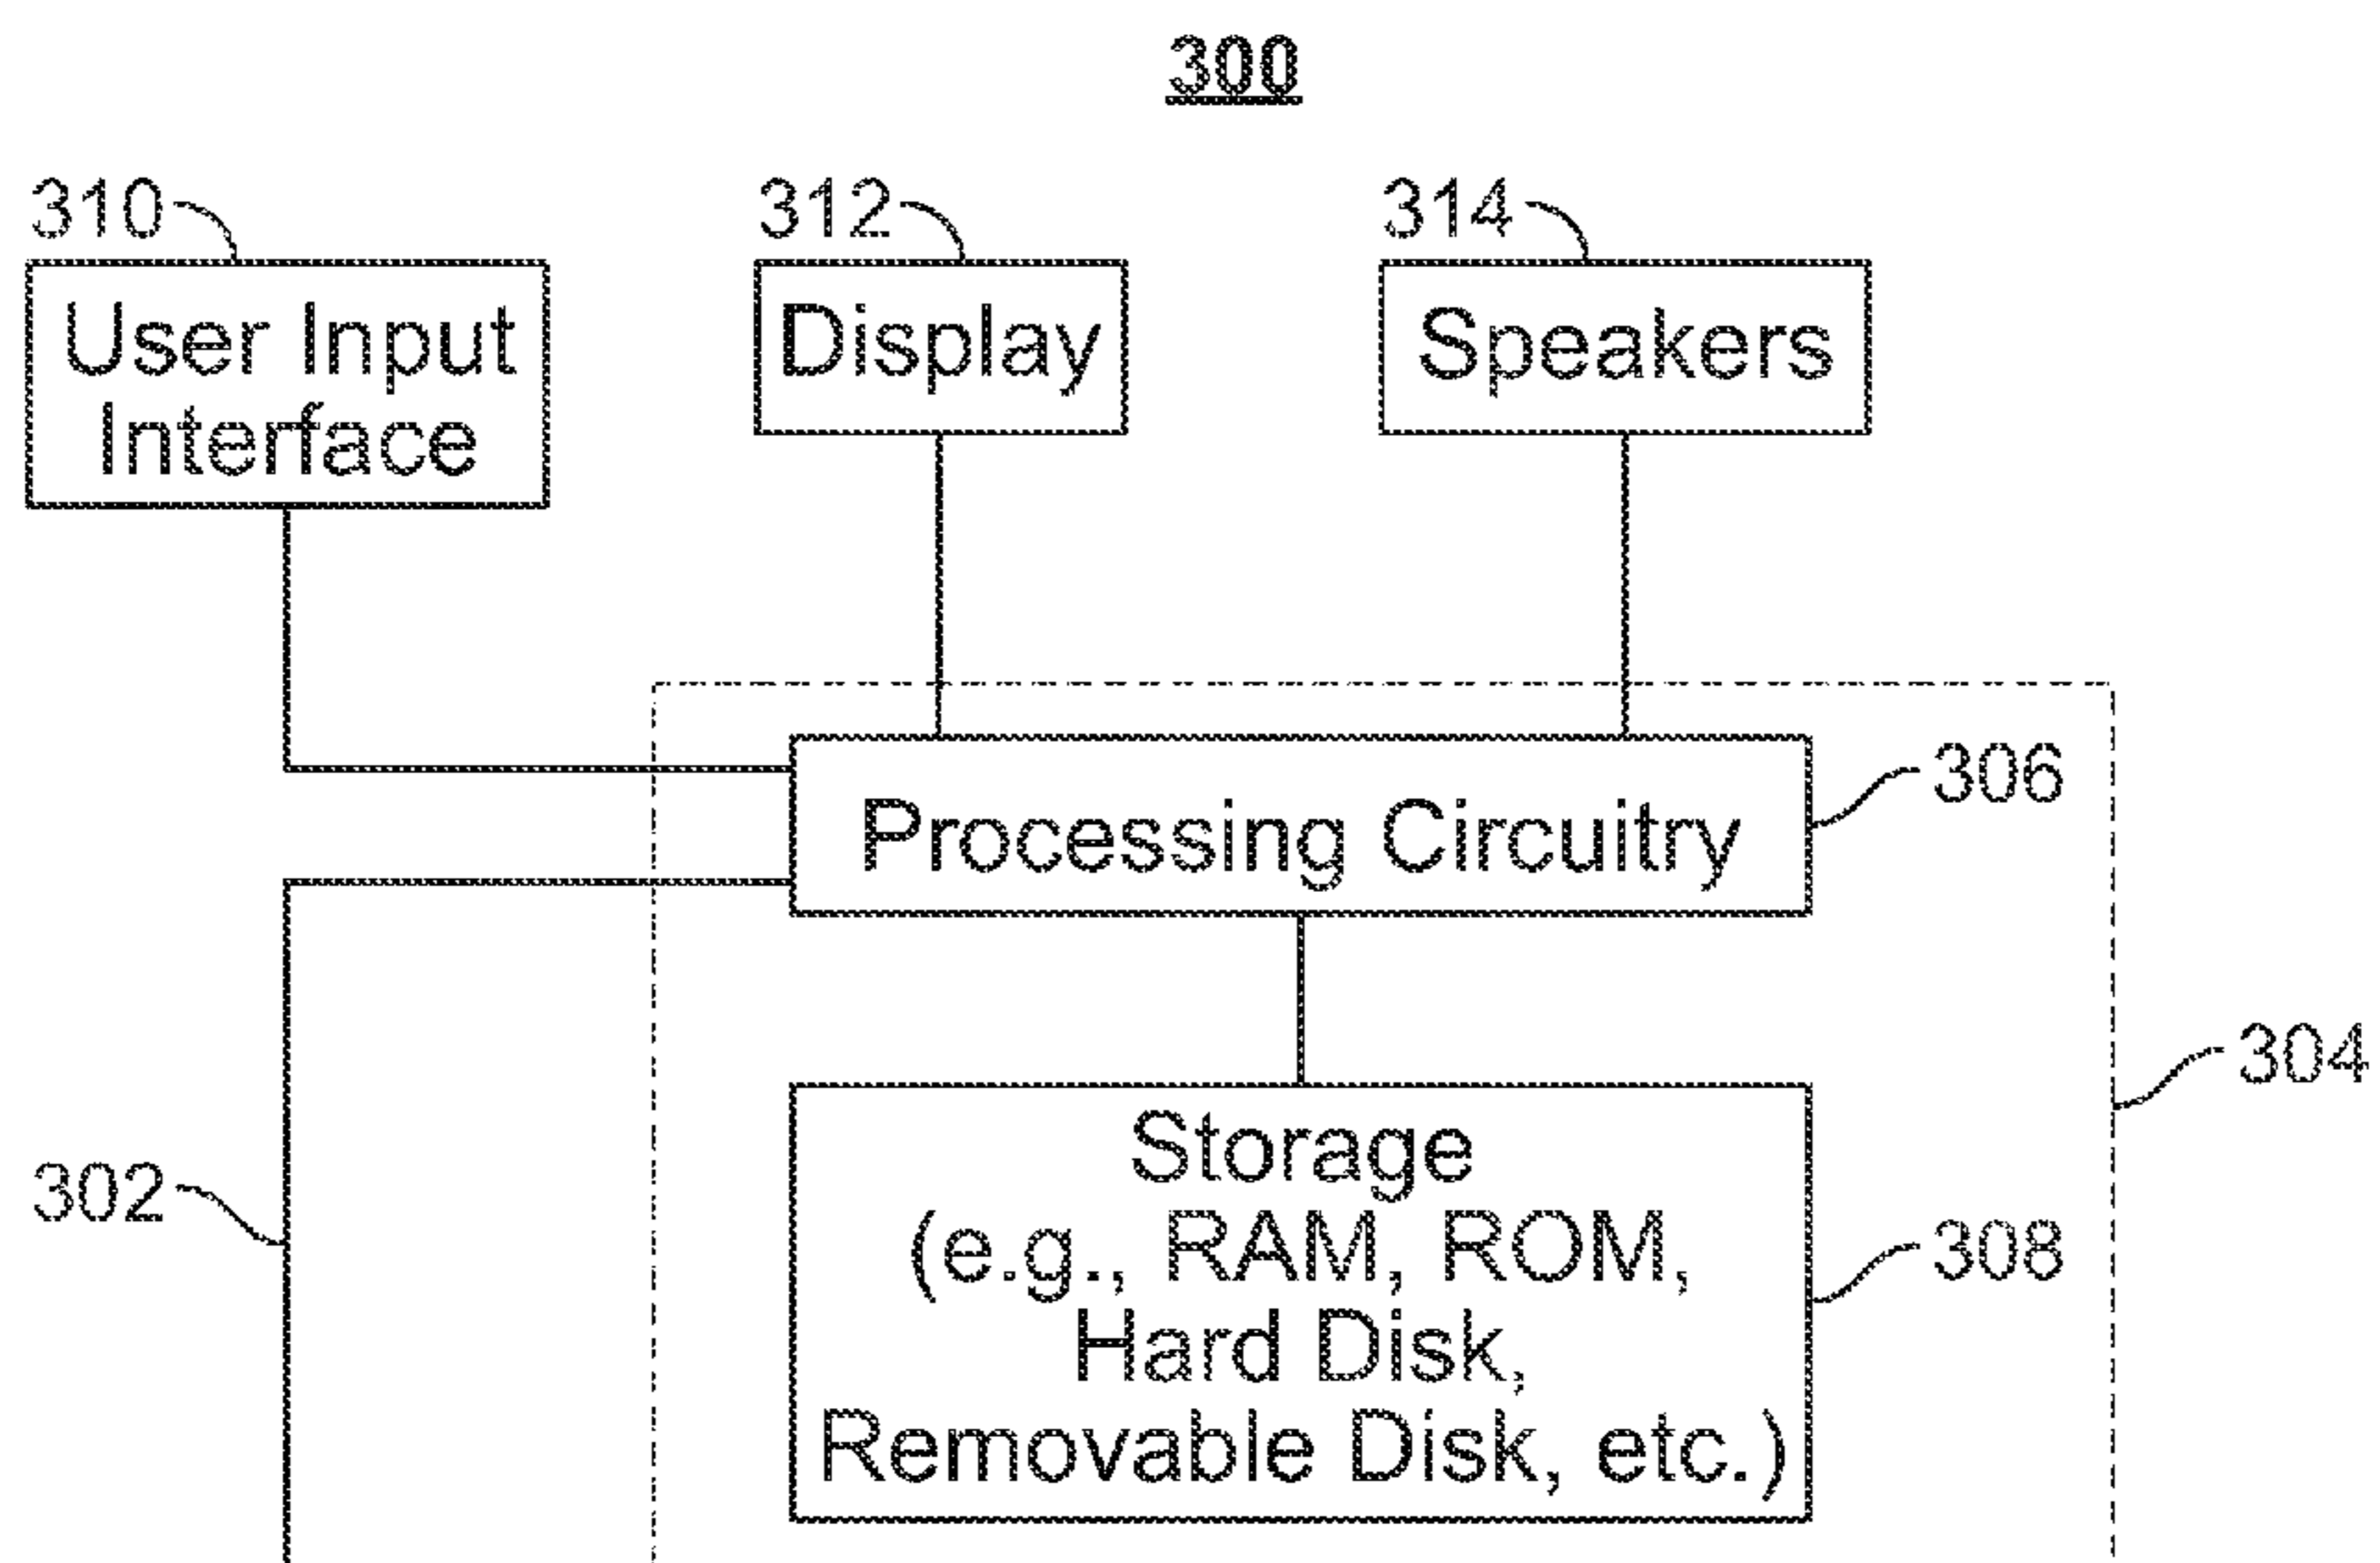 300
310
312
314
User Input
Interface
Display
Speakers
Processing Circuitry
306
304
302
Storage
(e.g., RAM, ROM,
Hard Disk,
Removable Disk, etc.)
308